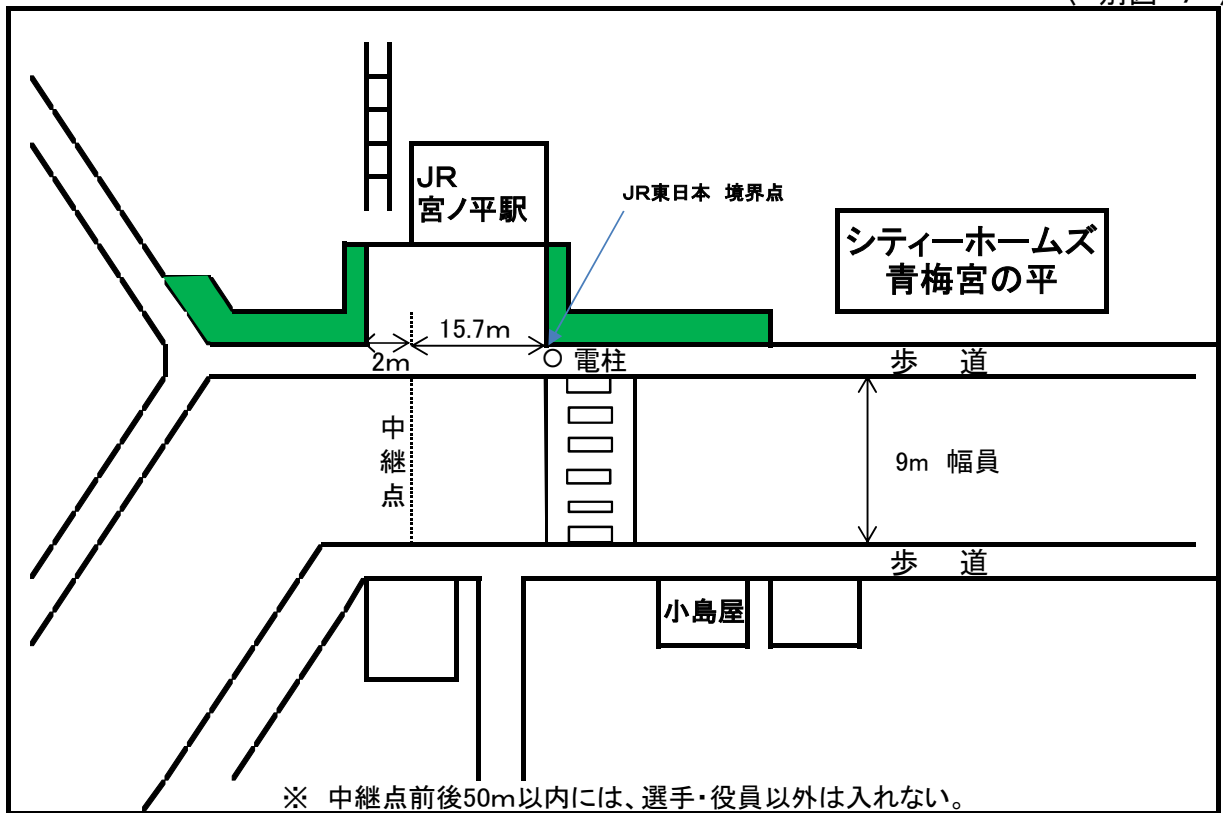 JR
宮ノ平駅
JR東日本 境界点
シティーホームズ
青梅宮の平
15.7m
2m
電柱
歩 道
中
継
点
9m 幅員
歩 道
小島屋
※ 中継点前後50m以内には、選手・役員以外は入れない。